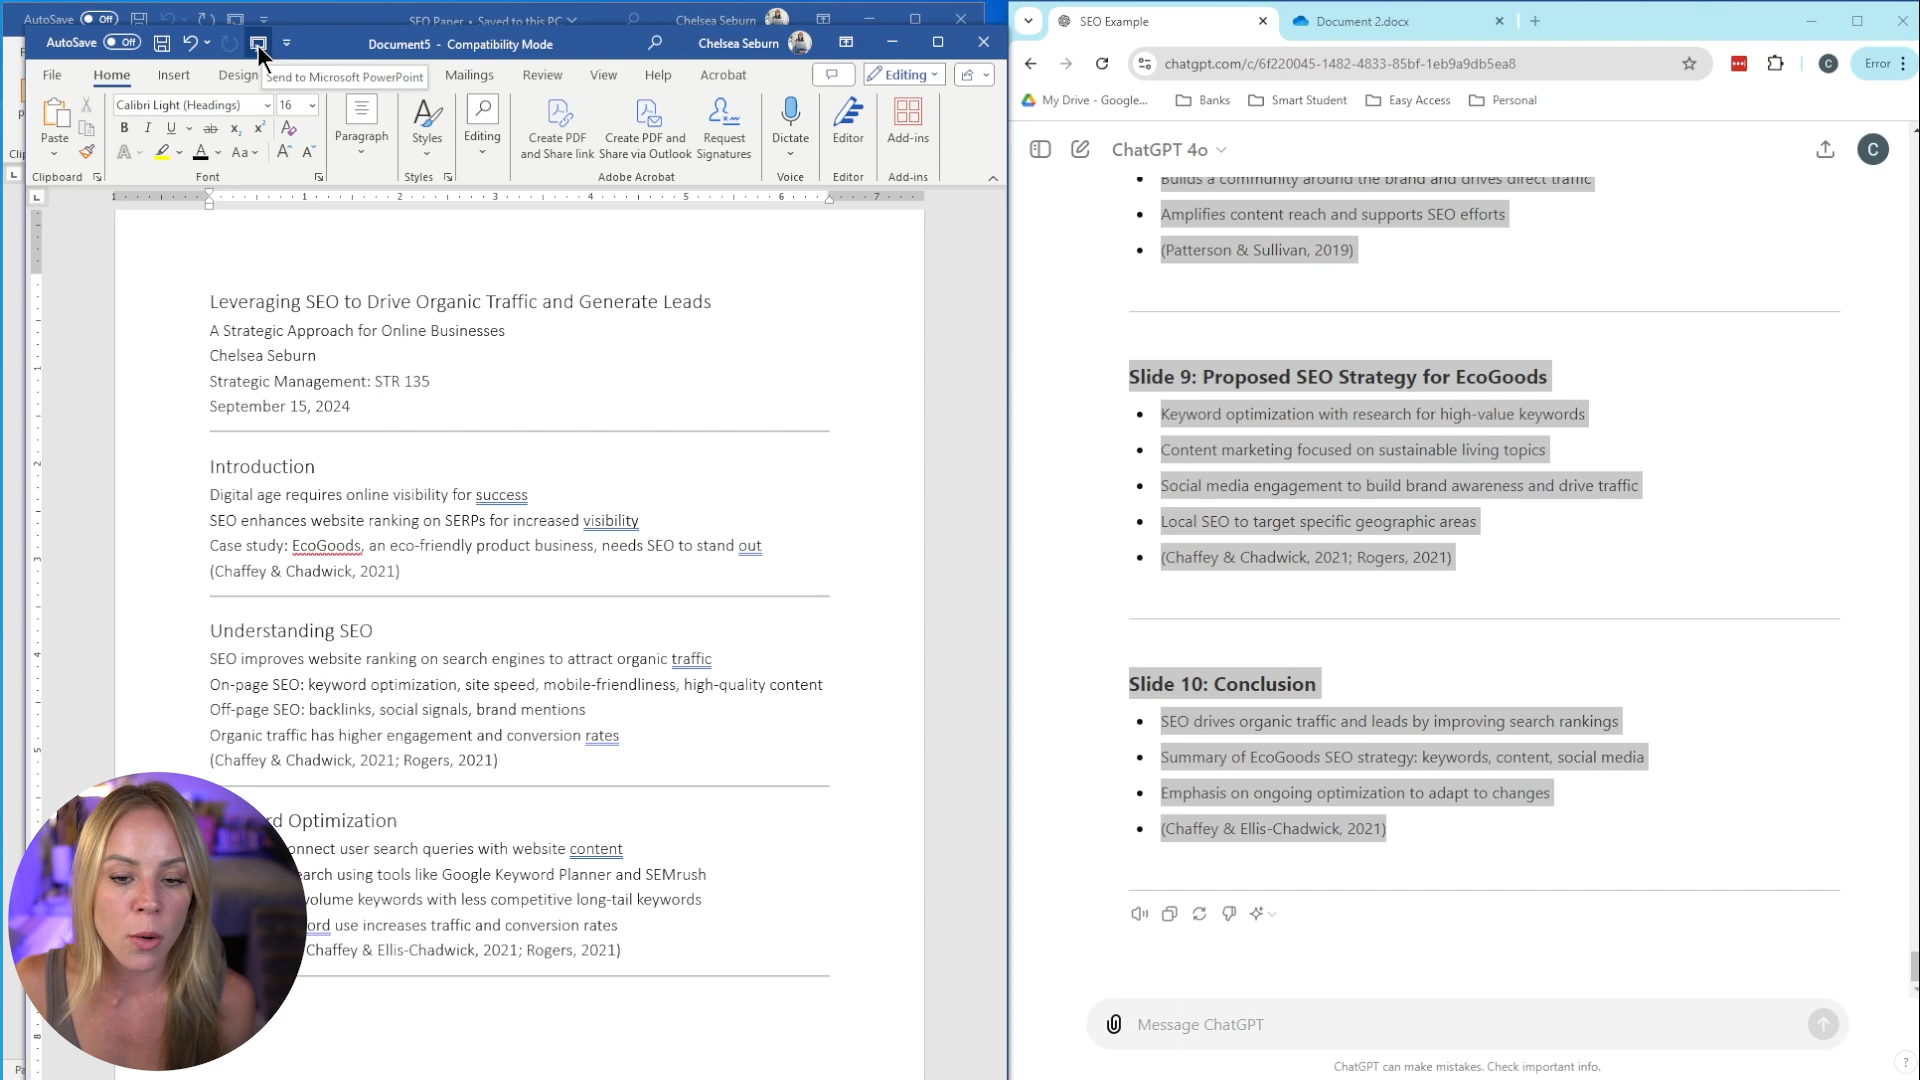 AutoSave Off
SEO Paper • Saved to this PC
Chelsea Seburn
AutoSave Off
Document5 - Compatibility Mode
Chelsea Seburn
File Home Insert Design Mailings Review View Help Acrobat
Editing
Send to Microsoft PowerPoint
Calibri Light (Headings) 16
Paste
Paragraph
Styles
Editing
Create PDF and Share link
Create PDF and Share via Outlook
Request Signatures
Dictate
Editor
Add-ins
Clipboard
Font
Styles
Adobe Acrobat
Voice
Editor
Add-ins
1 1 2 3 4 5 6 7
Leveraging SEO to Drive Organic Traffic and Generate Leads
A Strategic Approach for Online Businesses
Chelsea Seburn
Strategic Management: STR 135
September 15, 2024
Introduction
Digital age requires online visibility for success
SEO enhances website ranking on SERPs for increased visibility
Case study: EcoGoods, an eco-friendly product business, needs SEO to stand out
(Chaffey & Chadwick, 2021)
Understanding SEO
SEO improves website ranking on search engines to attract organic traffic
On-page SEO: keyword optimization, site speed, mobile-friendliness, high-quality content
Off-page SEO: backlinks, social signals, brand mentions
Organic traffic has higher engagement and conversion rates
(Chaffey & Chadwick, 2021; Rogers, 2021)
rd Optimization
onnect user search queries with website content
earch using tools like Google Keyword Planner and SEMrush
volume keywords with less competitive long-tail keywords
ord use increases traffic and conversion rates
Chaffey & Ellis-Chadwick, 2021; Rogers, 2021)
SEO Example
Document 2.docx
chatgpt.com/c/6f220045-1482-4833-85bf-1eb9a9db5ea8
C
Error
My Drive - Google...
Banks
Smart Student
Easy Access
Personal
ChatGPT 4o
C
Builds a community around the brand and drives direct traffic
Amplifies content reach and supports SEO efforts
(Patterson & Sullivan, 2019)
Slide 9: Proposed SEO Strategy for EcoGoods
Keyword optimization with research for high-value keywords
Content marketing focused on sustainable living topics
Social media engagement to build brand awareness and drive traffic
Local SEO to target specific geographic areas
(Chaffey & Chadwick, 2021; Rogers, 2021)
Slide 10: Conclusion
SEO drives organic traffic and leads by improving search rankings
Summary of EcoGoods SEO strategy: keywords, content, social media
Emphasis on ongoing optimization to adapt to changes
(Chaffey & Ellis-Chadwick, 2021)
Message ChatGPT
ChatGPT can make mistakes. Check important info.
?